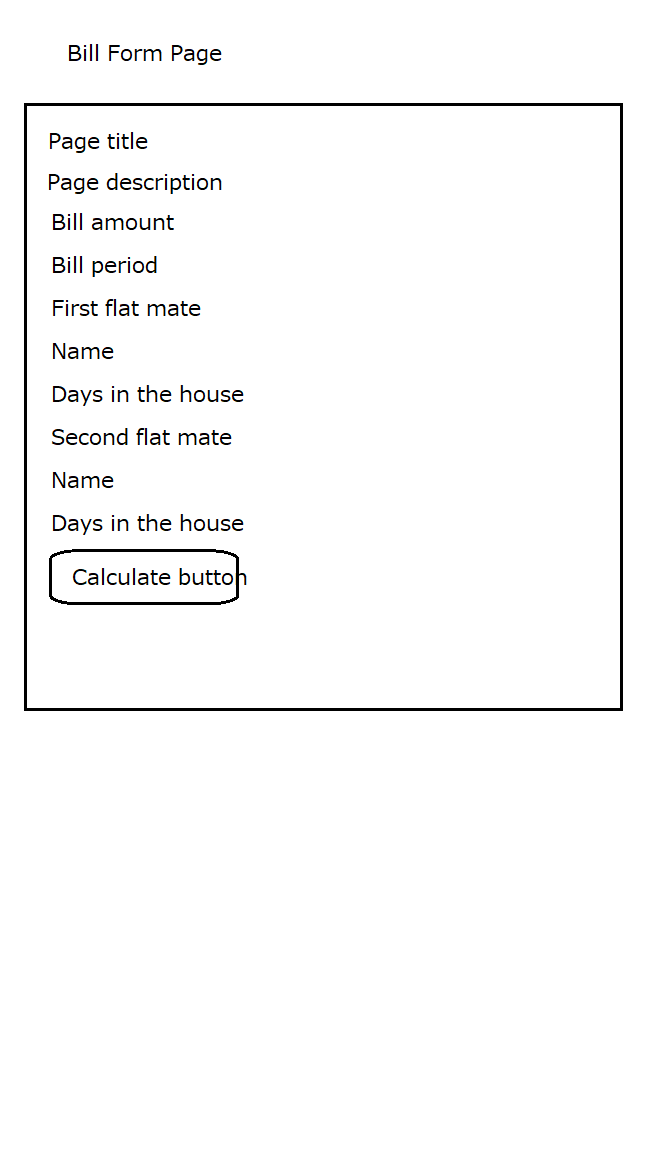 Bill Form Page
Page title
Page description
Bill amount
Bill period
First flat mate
Name
Days in the house
Second flat mate
Name
Days in the house
Calculate button